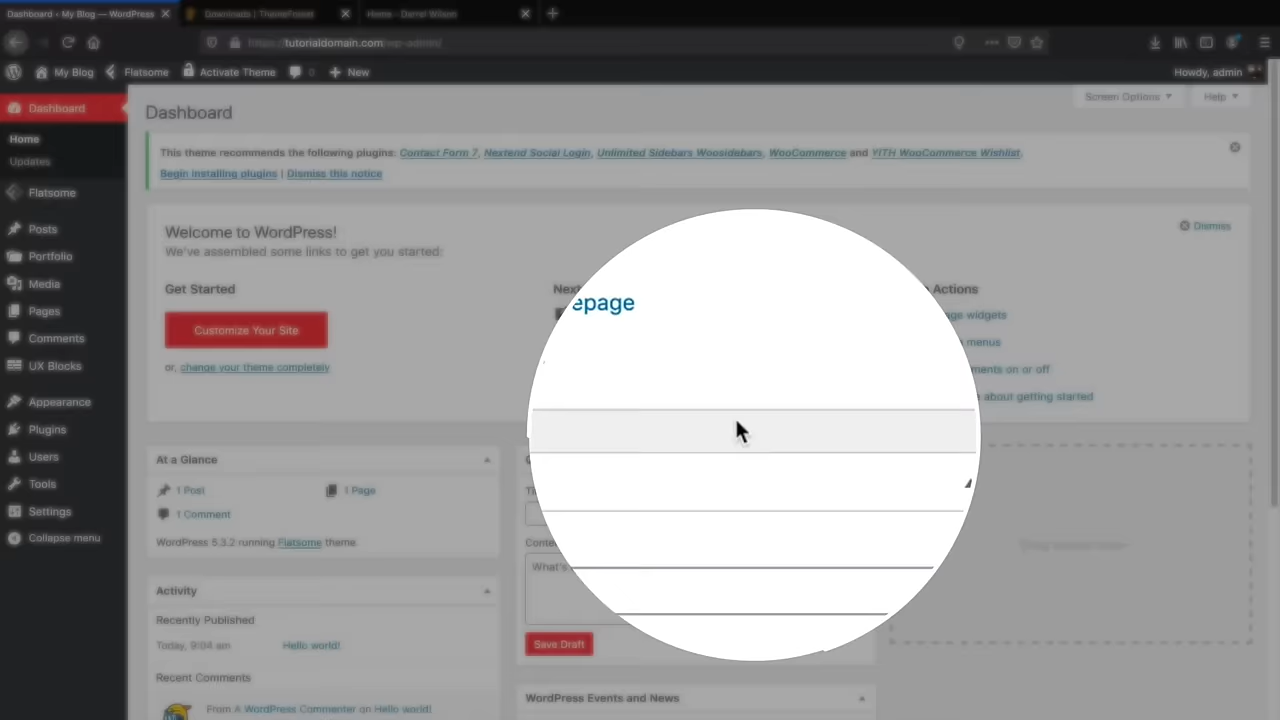 Dashboard ‹ My Blog — WordPress
Downloads | ThemeForest
Home - Darrel Wilson
https://tutorialdomain.com/wp-admin/
My Blog
Flatsome
Activate Theme
0
New
Howdy, admin
Dashboard
Home
Updates
Flatsome
Posts
Portfolio
Media
Pages
Comments
UX Blocks
Appearance
Plugins
Users
Tools
Settings
Collapse menu
Dashboard
Screen Options
Help
This theme recommends the following plugins: Contact Form 7, Nextend Social Login, Unlimited Sidebars Woosidebars, WooCommerce and YITH WooCommerce Wishlist.
Begin installing plugins | Dismiss this notice
Welcome to WordPress!
We've assembled some links to get you started:
Dismiss
Get Started
Customize Your Site
or, change your theme completely
Next
epage
Actions
widgets
menus
ments on or off
about getting started
At a Glance
1 Post
1 Page
1 Comment
WordPress 5.3.2 running Flatsome theme.
Activity
Recently Published
Today, 9:04 am
Hello world!
Recent Comments
From A WordPress Commenter on Hello world!
What's
Save Draft
WordPress Events and News